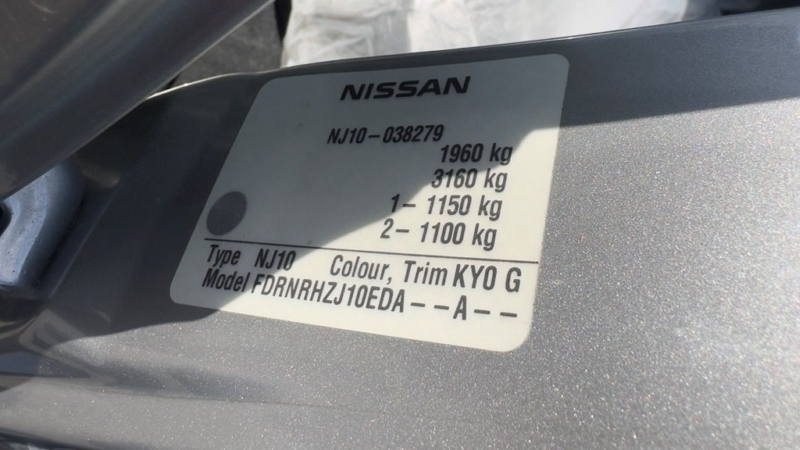 NISSAN
NJ10-038279
1960 kg
3160 kg
1- 1150 kg
2- 1100 kg
Type NJ10 Colour, Trim KY0 G
Model FDRNRHZJ10EDA--A--